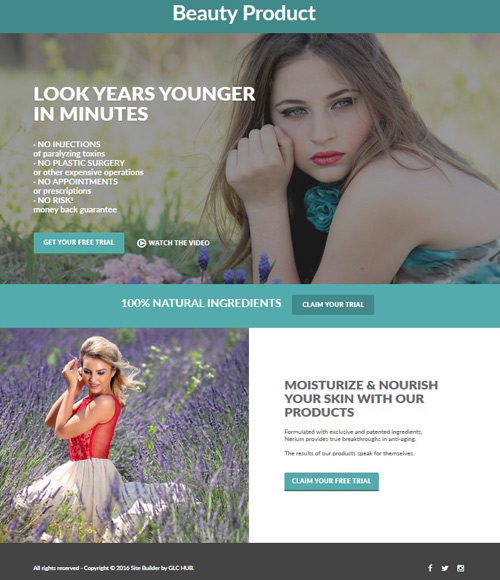 Beauty Product
LOOK YEARS YOUNGER
IN MINUTES
· NO INJECTIONS
of paralyzing toxins
· NO PLASTIC SURGERY
or other expensive operations
· NO APPOINTMENTS
or prescriptions
· NO RISK!
money back guarantee
GET YOUR FREE TRIAL
WATCH THE VIDEO
100% NATURAL INGREDIENTS
CLAIM YOUR TRIAL
MOISTURIZE & NOURISH
YOUR SKIN WITH OUR
PRODUCTS
Formulated with exclusive and patented ingredients,
Nerium provides true breakthroughs in anti-aging.
The results of our products speak for themselves.
CLAIM YOUR FREE TRIAL
All rights reserved - Copyright © 2016 Site Builder by GLC HUB.